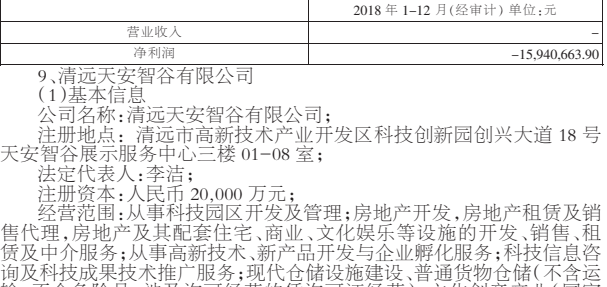 2018 年 1-12 月(经审计) 单位:元
营业收入 -
净利润 -15,940,663.90
9、清远天安智谷有限公司
(1)基本信息
公司名称:清远天安智谷有限公司;
注册地点: 清远市高新技术产业开发区科技创新园创兴大道 18 号
天安智谷展示服务中心三楼 01-08 室;
法定代表人:李洁;
注册资本:人民币 20,000 万元;
经营范围:从事科技园区开发及管理;房地产开发,房地产租赁及销
售代理,房地产及其配套住宅、商业、文化娱乐等设施的开发、销售、租
赁及中介服务;从事高新技术、新产品开发与企业孵化服务;科技信息咨
询及科技成果技术推广服务;现代仓储设施建设、普通货物仓储(不含运